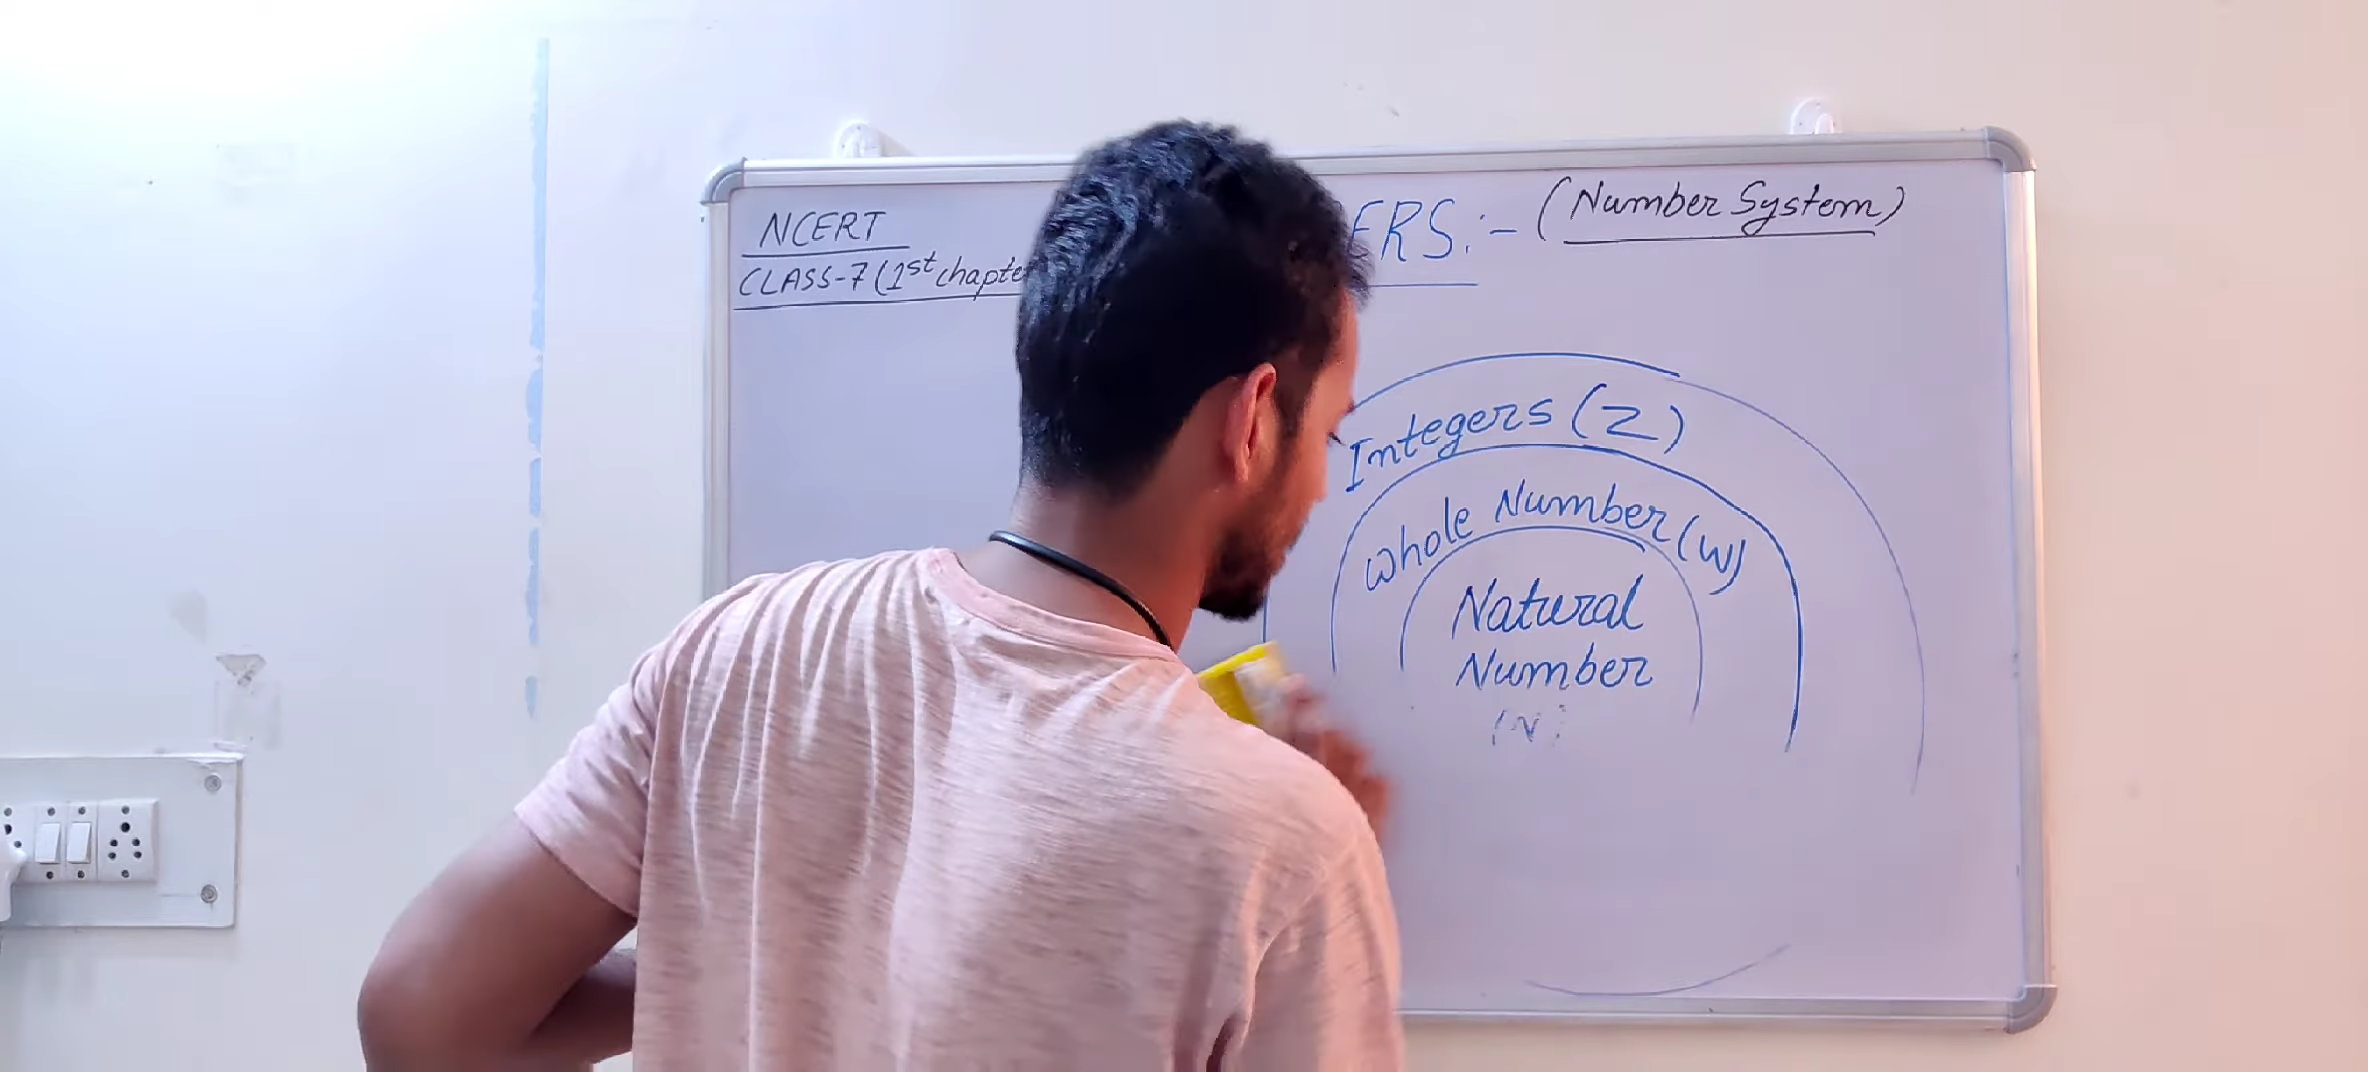 NCERT
CLASS-7 (1st chapte
ERS:- (Number System)
Integers (Z)
Whole Number (W)
Natural
Number
(N)